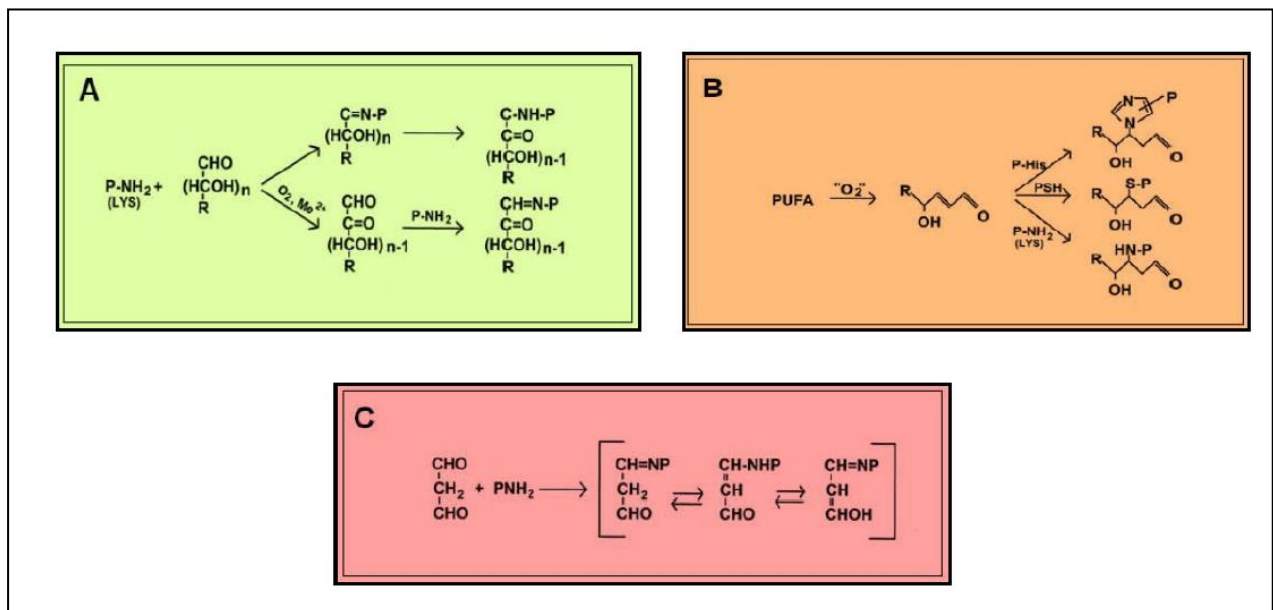 A
C=N-P
(HCOH)n
R
C-NH-P
C=O
(HCOH)n-1
R
P-NH2+
(LYS)
CHO
(HCOH)n
R
O2, Me2+
CHO
C=O
(HCOH)n-1
R
P-NH2
CH=N-P
C=O
(HCOH)n-1
R
B
PUFA
"O2"
R
OH
O
P-His
PSH
P-NH2
(LYS)
N
P
N
R
OH
O
S-P
R
OH
O
HN-P
R
OH
O
C
CHO
CH2 + PNH2
CHO
CH=NP
CH2
CHO
CH-NHP
CH
CHO
CH=NP
CH
CHOH